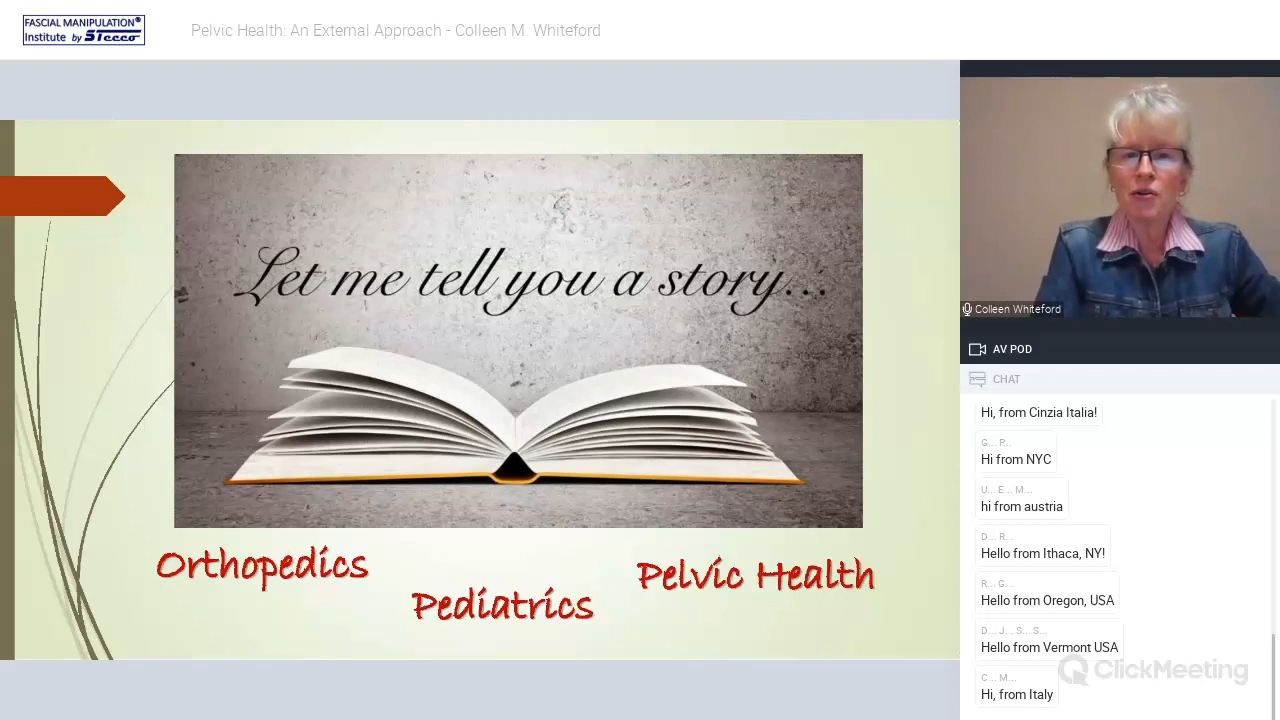 FASCIAL MANIPULATION®
Institute by STECCO
Pelvic Health: An External Approach - Colleen M. Whiteford
Let me tell you a story...
Orthopedics
Pediatrics
Pelvic Health
Colleen Whiteford
AV POD
CHAT
Hi, from Cinzia Italia!
G... P...
Hi from NYC
U... E... M...
hi from austria
D... R...
Hello from Ithaca, NY!
R... G...
Hello from Oregon, USA
D... J... S... S...
Hello from Vermont USA
C... M...
Hi, from Italy
ClickMeeting